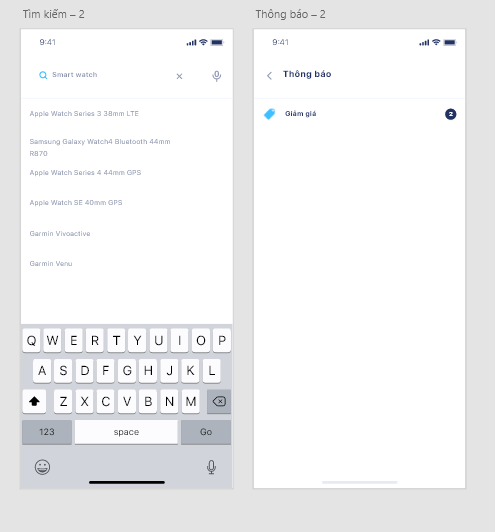 Tìm kiếm – 2
9:41
Smart watch
Apple Watch Series 3 38mm LTE
Samsung Galaxy Watch4 Bluetooth 44mm
R870
Apple Watch Series 4 44mm GPS
Apple Watch SE 40mm GPS
Garmin Vivoactive
Garmin Venu
Q W E R T Y U I O P
A S D F G H J K L
Z X C V B N M
123 space Go
Thông báo – 2
9:41
Thông báo
Giảm giá 2